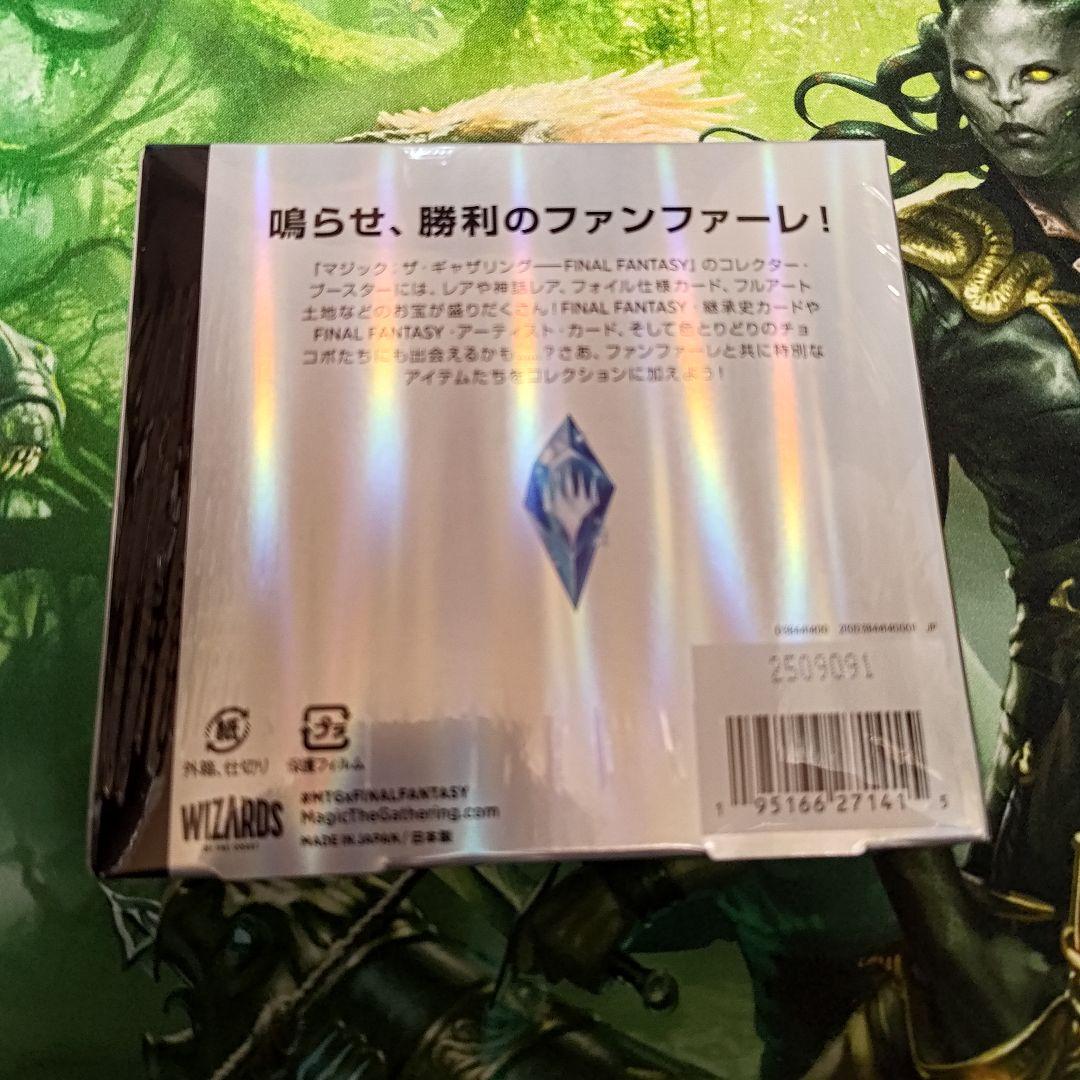 鳴らせ、勝利のファンファーレ!
『マジック:ザ・ギャザリング——FINAL FANTASY』のコレクター・
ブースターには、レアや神話レア、フォイル仕様カード、フルアート
土地などのお宝が盛りだくさん!FINAL FANTASY・継承史カードや
FINAL FANTASY・アーティスト・カード、そして色とりどりのチョ
コボたちにも出会えるかも……?さあ、ファンファーレと共に特別な
アイテムたちをコレクションに加えよう!
JP
2509091
紙
プラ
外箱、仕切り
保護フィルム
WIZARDS
OF THE COAST
#MTGxFINALFANTASY
MagicTheGathering.com
MADE IN JAPAN / 日本製
1 95166 27141 5